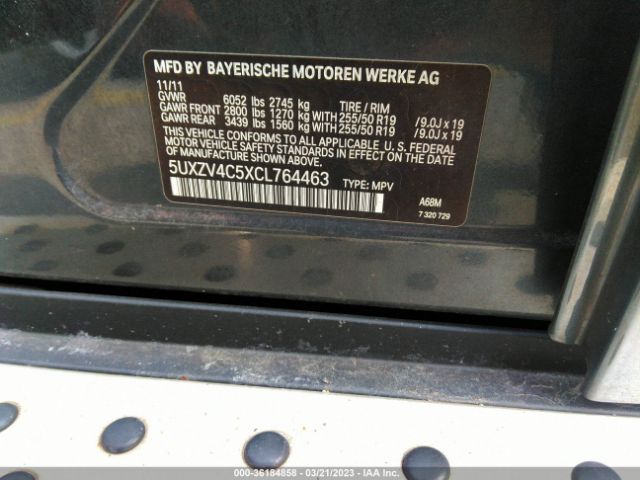 MFD BY BAYERISCHE MOTOREN WERKE AG
11/11
GVWR 6052 lbs 2745 kg TIRE / RIM
GAWR FRONT 2800 lbs 1270 kg WITH 255/50 R19 /9.0J x 19
GAWR REAR 3439 lbs 1560 kg WITH 255/50 R19 /9.0J x 19
THIS VEHICLE CONFORMS TO ALL APPLICABLE U. S. FEDERAL
MOTOR VEHICLE SAFETY STANDARDS IN EFFECT ON THE
DATE OF MANUFACTURE SHOWN ABOVE.
5UXZV4C5XCL764463 TYPE: MPV
A68M
7 320 729
000-36184858 - 03/21/2023 - IAA Inc.